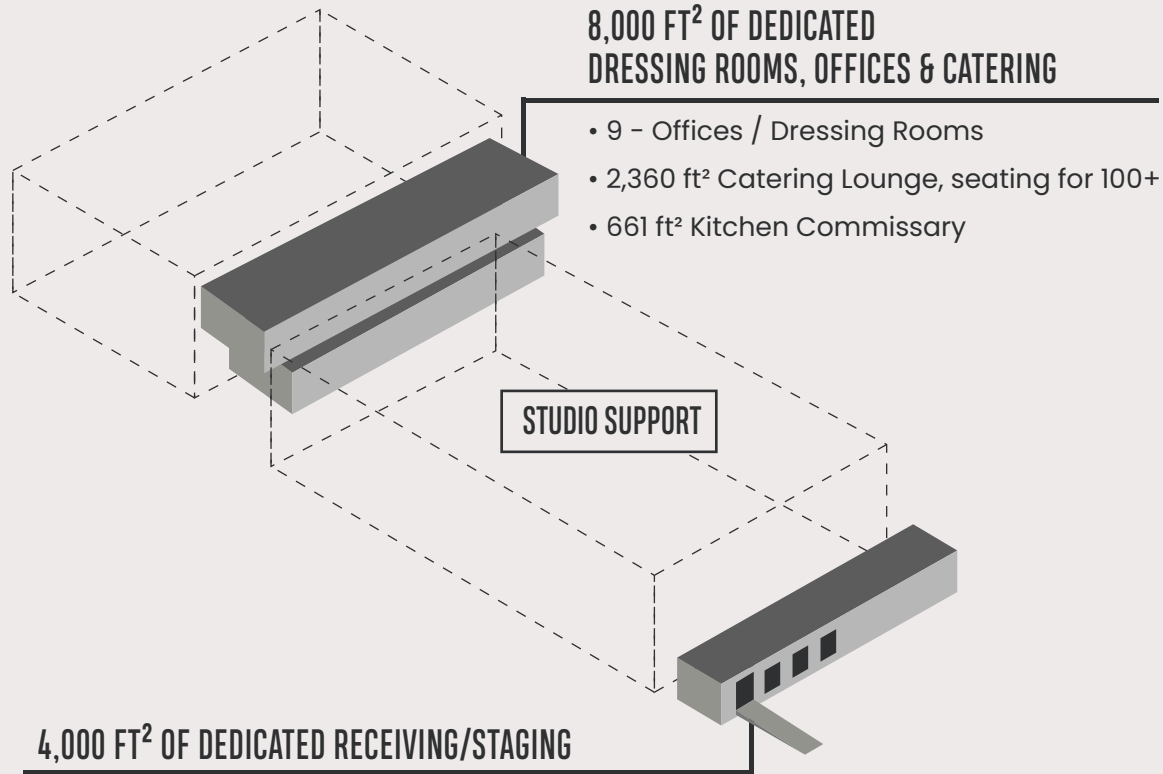 8,000 FT² OF DEDICATED
DRESSING ROOMS, OFFICES & CATERING
• 9 - Offices / Dressing Rooms
• 2,360 ft² Catering Lounge, seating for 100+
• 661 ft² Kitchen Commissary
STUDIO SUPPORT
4,000 FT² OF DEDICATED RECEIVING/STAGING